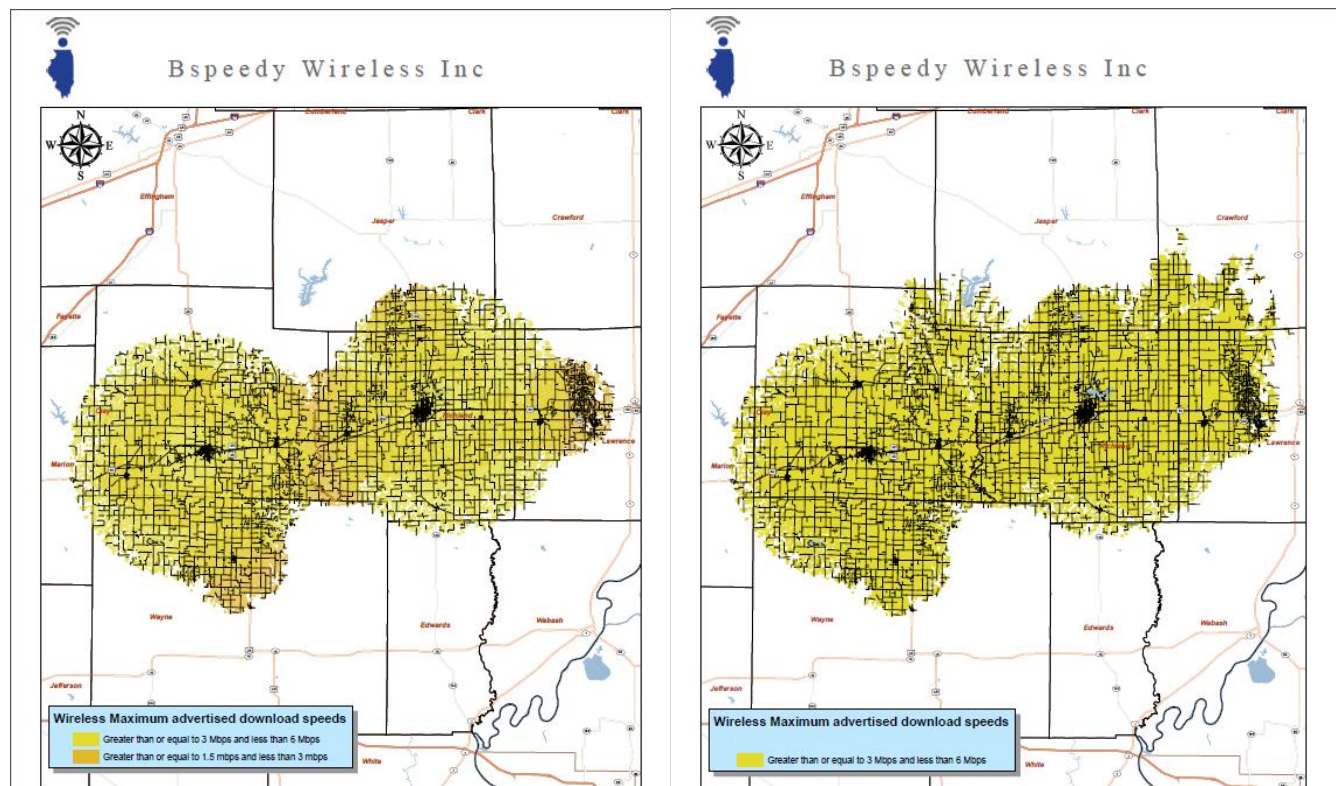 Bspeedy Wireless Inc
N
W E
S
Cumberland
Clark
Effingham
Jasper
Crawford
Fayette
Clay
Richland
Lawrence
Marion
Wayne
Edwards
Wabash
Jefferson
White
Wireless Maximum advertised download speeds
Greater than or equal to 3 Mbps and less than 6 Mbps
Greater than or equal to 1.5 mbps and less than 3 mbps
Bspeedy Wireless Inc
N
W E
S
Cumberland
Clark
Effingham
Jasper
Crawford
Fayette
Clay
Richland
Lawrence
Marion
Wayne
Edwards
Wabash
Jefferson
White
Wireless Maximum advertised download speeds
Greater than or equal to 3 Mbps and less than 6 Mbps